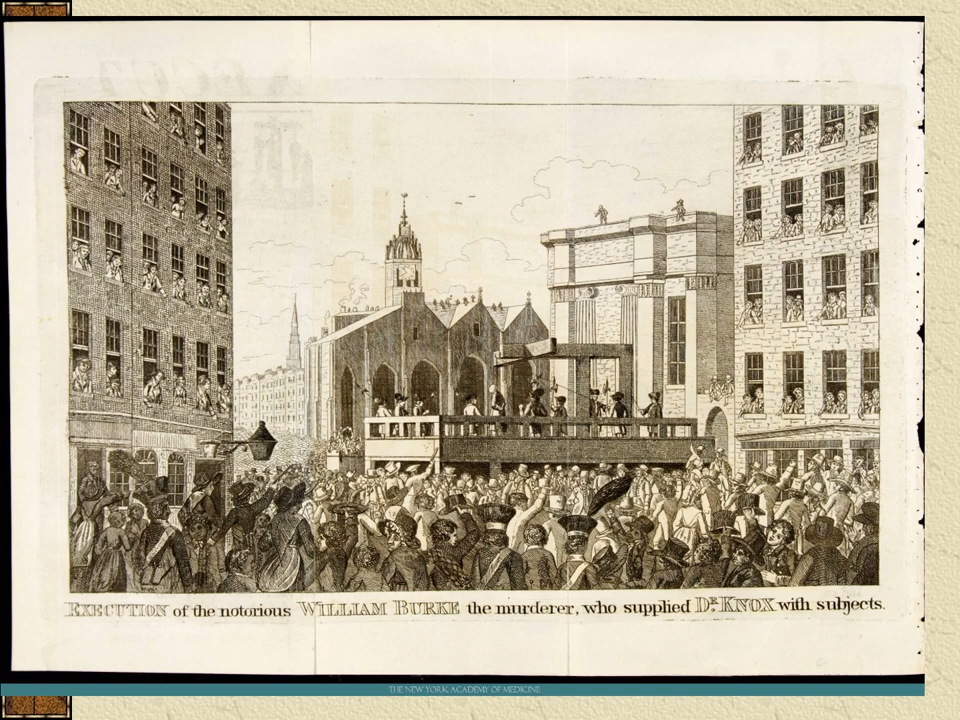 EXECUTION of the notorious WILLIAM BURKE the murderer, who supplied DR. KNOX with subjects.
THE NEW YORK ACADEMY OF MEDICINE